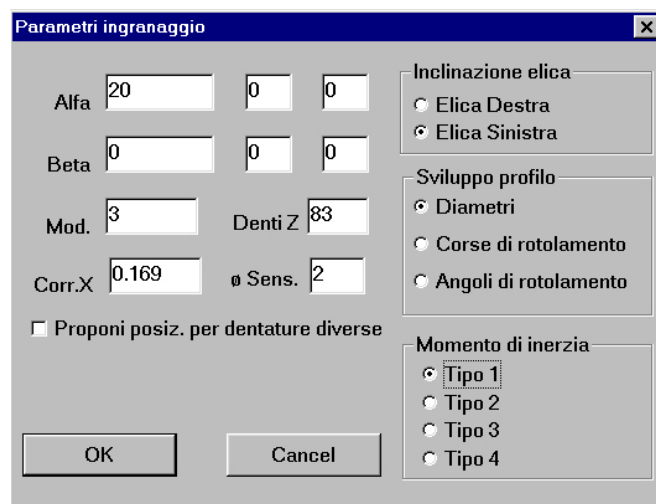 Parametri ingranaggio
Alfa 20 0 0
Beta 0 0 0
Mod. 3 Denti Z 83
Corr.X 0.169 ø Sens. 2
Proponi posiz. per dentature diverse
OK Cancel
Inclinazione elica
Elica Destra
Elica Sinistra
Sviluppo profilo
Diametri
Corse di rotolamento
Angoli di rotolamento
Momento di inerzia
Tipo 1
Tipo 2
Tipo 3
Tipo 4